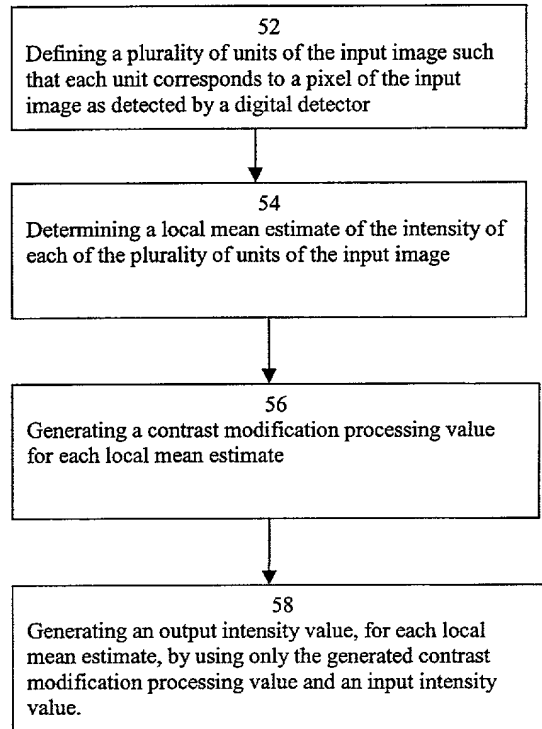 52
Defining a plurality of units of the input image such
that each unit corresponds to a pixel of the input
image as detected by a digital detector
54
Determining a local mean estimate of the intensity of
each of the plurality of units of the input image
56
Generating a contrast modification processing value
for each local mean estimate
58
Generating an output intensity value, for each local
mean estimate, by using only the generated contrast
modification processing value and an input intensity
value.